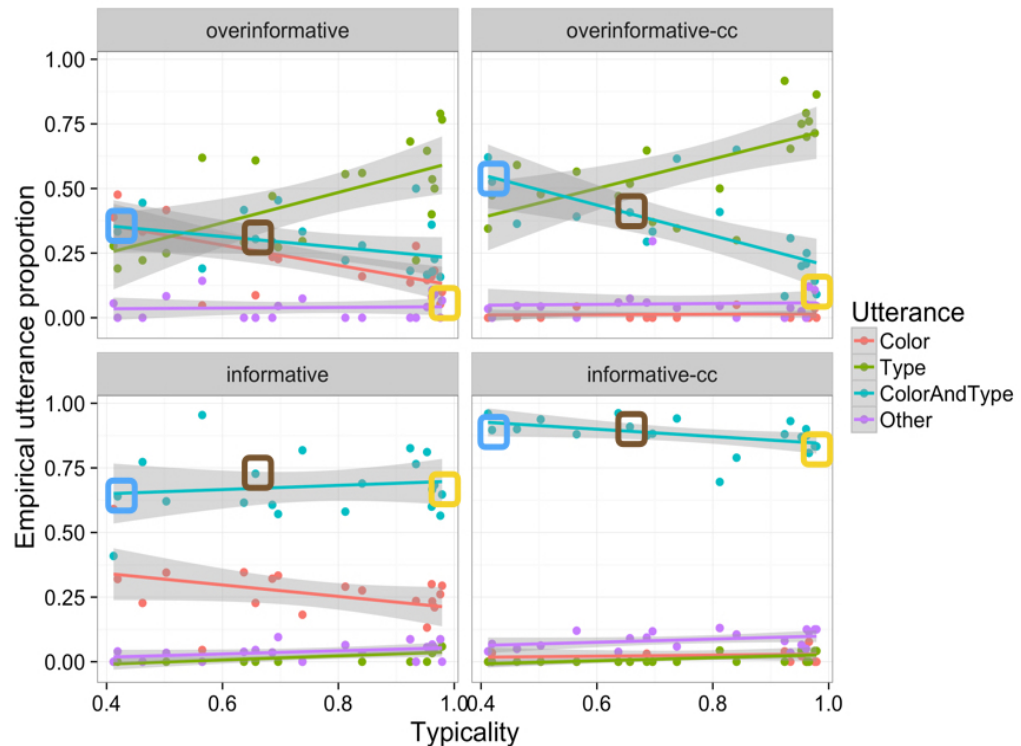 overinformative
overinformative-cc
1.00
0.75
0.50
0.25
0.00
informative
informative-cc
1.00
0.75
0.50
0.25
0.00
0.4
0.6
0.8
1.0
0.4
0.6
0.8
1.0
Typicality
Empirical utterance proportion
Utterance
Color
Type
ColorAndType
Other